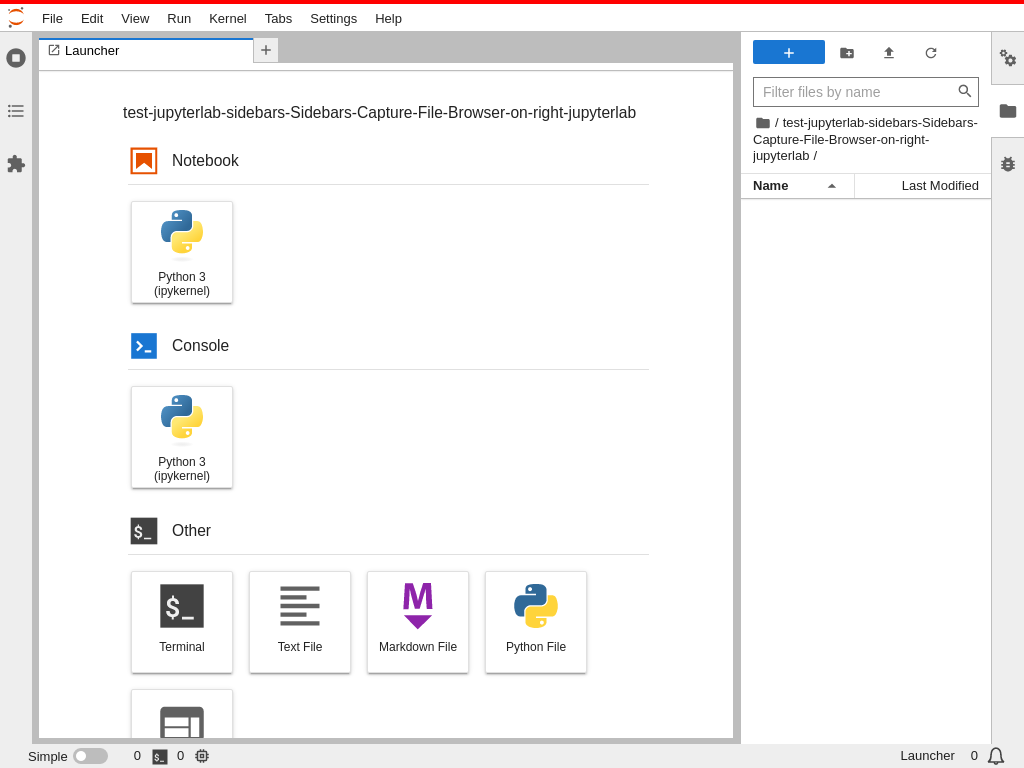 File Edit View Run Kernel Tabs Settings Help
Launcher
test-jupyterlab-sidebars-Sidebars-Capture-File-Browser-on-right-jupyterlab
Notebook
Python 3
(ipykernel)
Console
Python 3
(ipykernel)
$_ Other
$_
Terminal
Text File
M
Markdown File
Python File
Filter files by name
/ test-jupyterlab-sidebars-Sidebars-
Capture-File-Browser-on-right-
jupyterlab /
Name Last Modified
Simple 0 $_ 0 Launcher 0